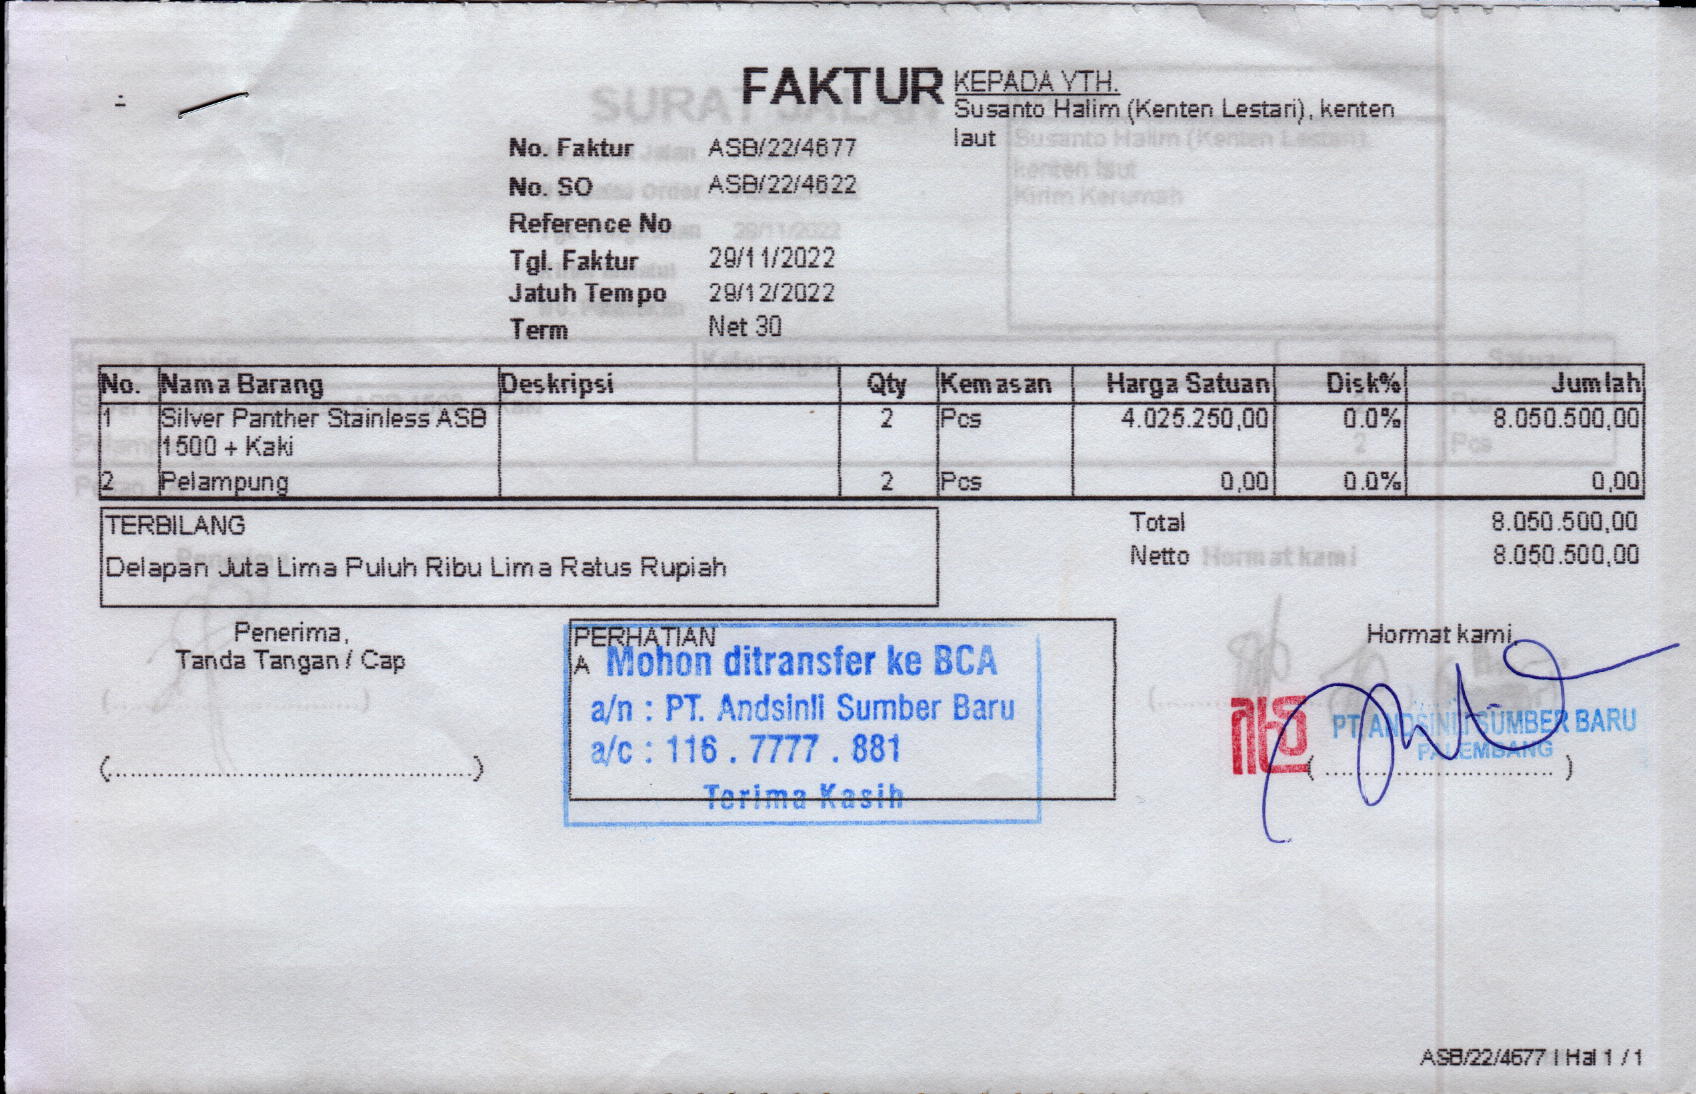 FAKTUR
KEPADA YTH.
Susanto Halim (Kenten Lestari), kenten
laut
No. Faktur ASB/22/4677
No. SO ASB/22/4622
Reference No
Tgl. Faktur 29/11/2022
Jatuh Tempo 29/12/2022
Term Net 30
No. Nama Barang Deskripsi Qty Kemasan Harga Satuan Disk% Jumlah
1 Silver Panther Stainless ASB 2 Pcs 4.025.250,00 0.0% 8.050.500,00
1500 + Kaki
2 Pelampung 2 Pcs 0,00 0.0% 0,00
TERBILANG
Delapan Juta Lima Puluh Ribu Lima Ratus Rupiah
Total 8.050.500,00
Netto 8.050.500,00
Penerima,
Tanda Tangan / Cap
(................................................)
PERHATIAN
A
Mohon ditransfer ke BCA
a/n : PT. Andsinli Sumber Baru
a/c : 116 . 7777 . 881
Terima Kasih
Hormat kami,
PT. ANDSINLI SUMBER BARU
PALEMBANG
( .............................. )
ASB/22/4677 | Hal 1 / 1